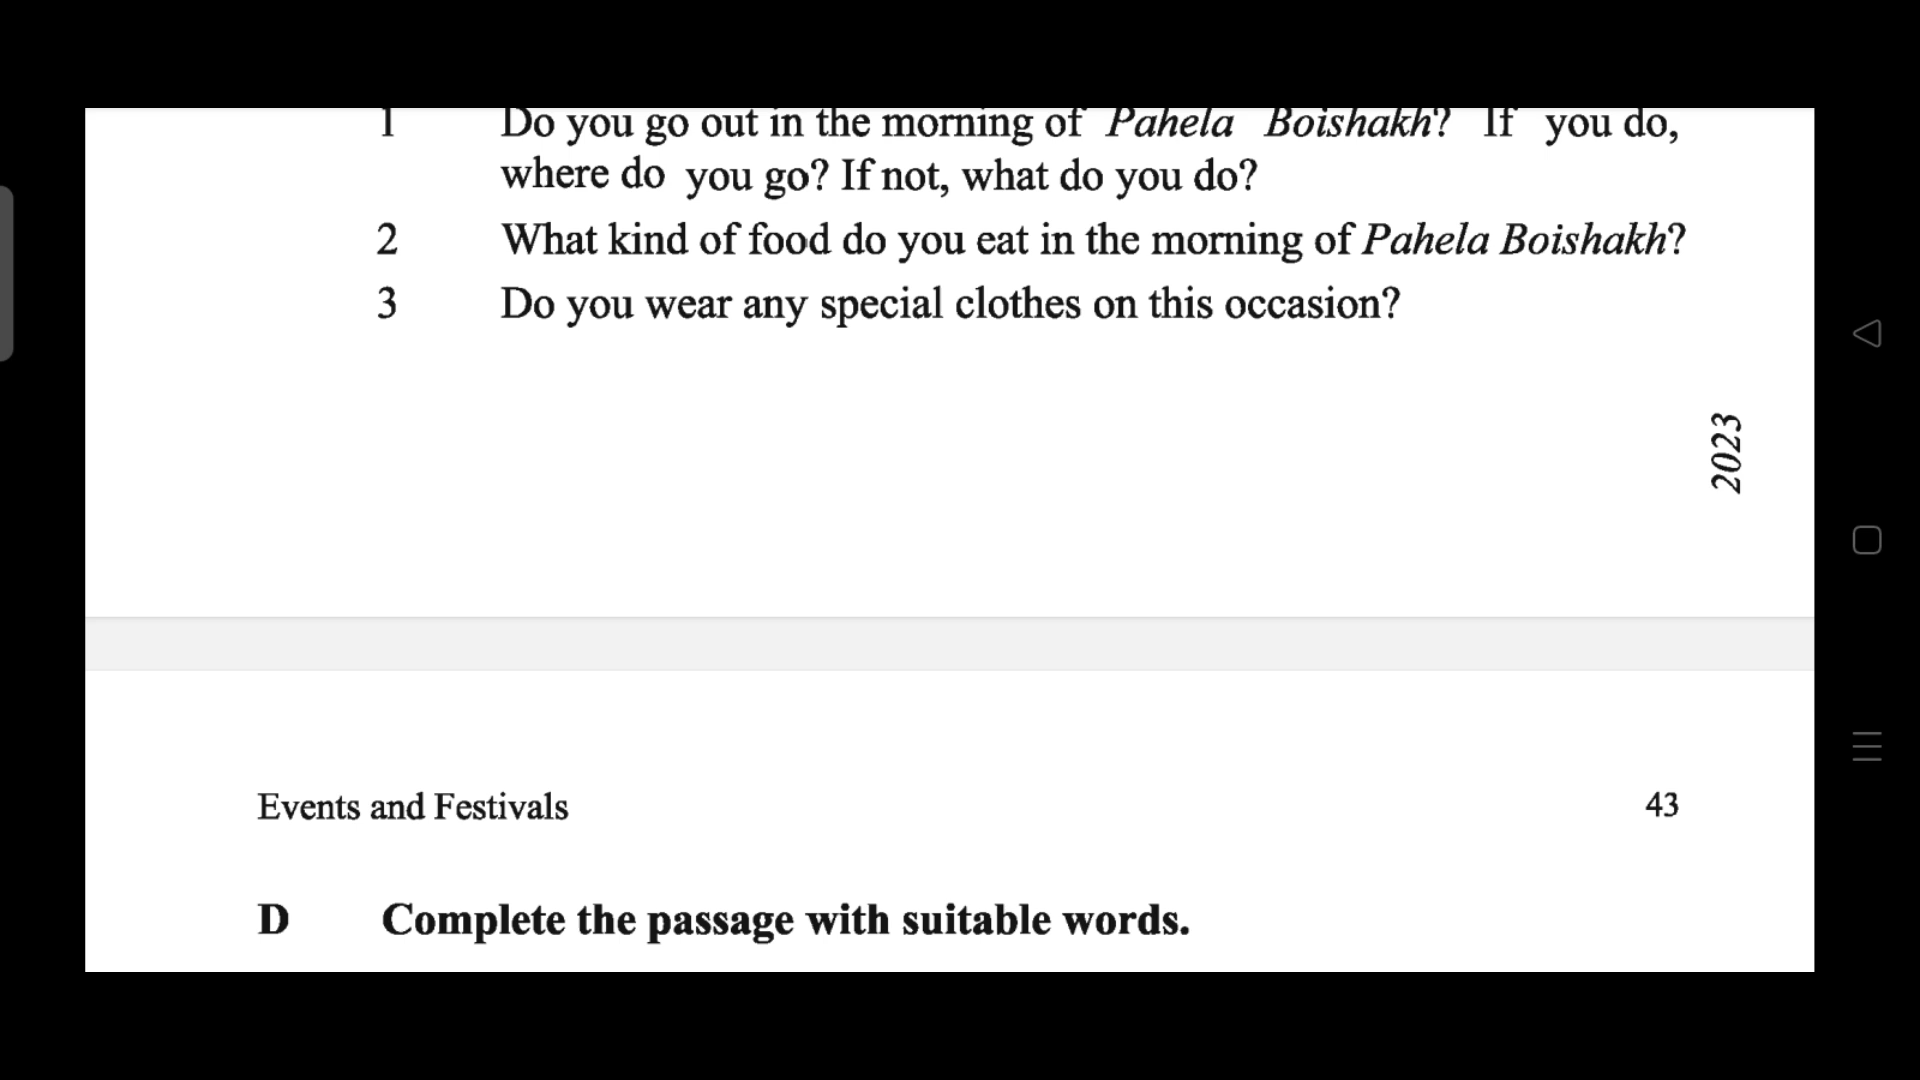 1 Do you go out in the morning of Pahela Boishakh? If you do,
where do you go? If not, what do you do?
2 What kind of food do you eat in the morning of Pahela Boishakh?
3 Do you wear any special clothes on this occasion?
2023
Events and Festivals 43
D Complete the passage with suitable words.